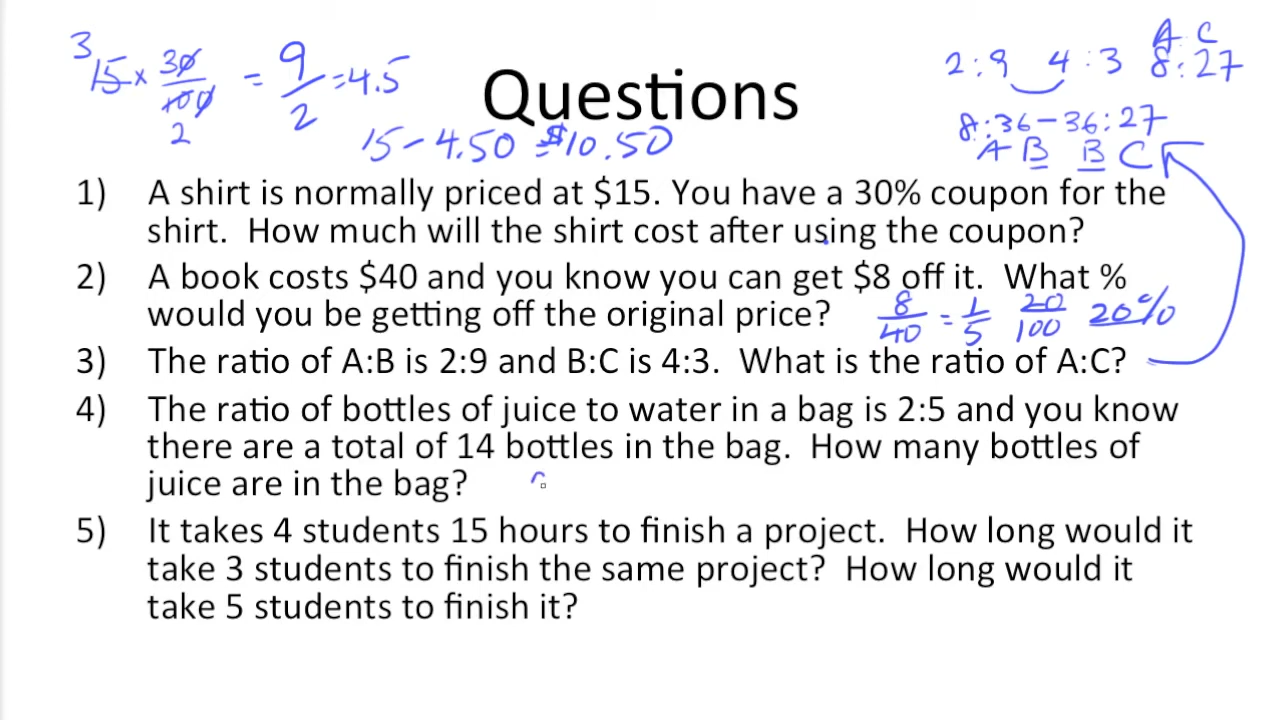 3
15 × 30/100 = 9/2 = 4.5
2
2:9 4:3 A:C
8:27
Questions
15 - 4.50 = $10.50
8:36 - 36:27
A B B C
1) A shirt is normally priced at $15. You have a 30% coupon for the
shirt. How much will the shirt cost after using the coupon?
2) A book costs $40 and you know you can get $8 off it. What %
would you be getting off the original price? 8/40 = 1/5 20/100 20%
3) The ratio of A:B is 2:9 and B:C is 4:3. What is the ratio of A:C?
4) The ratio of bottles of juice to water in a bag is 2:5 and you know
there are a total of 14 bottles in the bag. How many bottles of
juice are in the bag?
5) It takes 4 students 15 hours to finish a project. How long would it
take 3 students to finish the same project? How long would it
take 5 students to finish it?